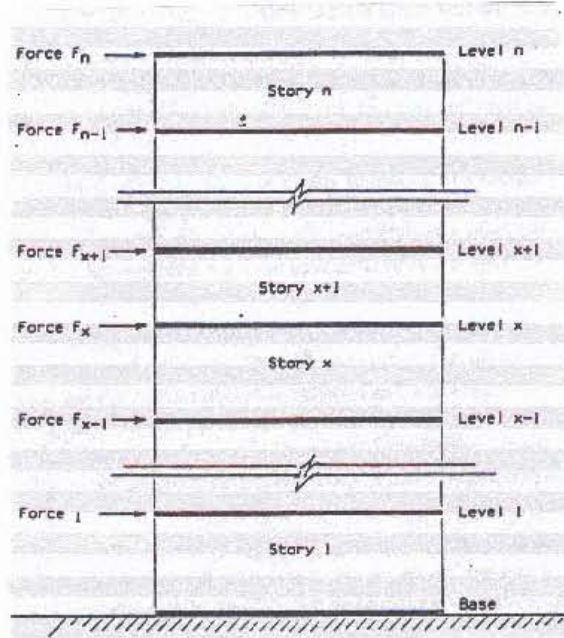 Force Fn Level n
Story n
Force Fn-1 Level n-1
Force Fx+1 Level x+1
Story x+1
Force Fx Level x
Story x
Force Fx-1 Level x-1
Force 1 Level 1
Story 1
Base